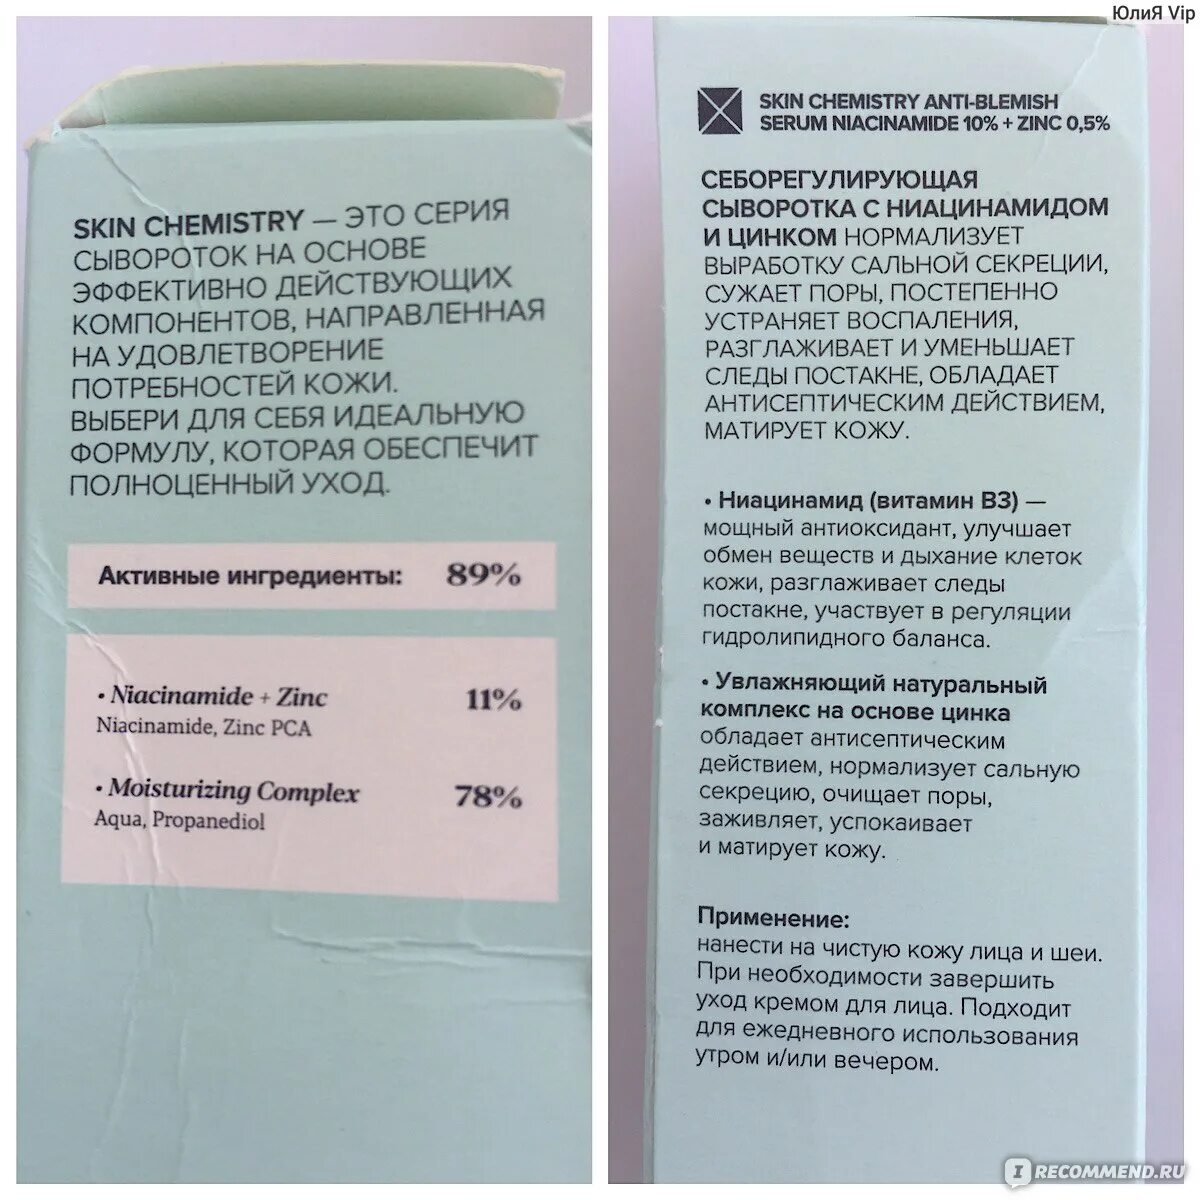 ЮлиЯ Vip
SKIN CHEMISTRY — ЭТО СЕРИЯ
СЫВОРОТОК НА ОСНОВЕ
ЭФФЕКТИВНО ДЕЙСТВУЮЩИХ
КОМПОНЕНТОВ, НАПРАВЛЕННАЯ
НА УДОВЛЕТВОРЕНИЕ
ПОТРЕБНОСТЕЙ КОЖИ.
ВЫБЕРИ ДЛЯ СЕБЯ ИДЕАЛЬНУЮ
ФОРМУЛУ, КОТОРАЯ ОБЕСПЕЧИТ
ПОЛНОЦЕННЫЙ УХОД.
Активные ингредиенты: 89%
• Niacinamide + Zinc 11%
Niacinamide, Zinc PCA
• Moisturizing Complex 78%
Aqua, Propanediol
SKIN CHEMISTRY ANTI-BLEMISH
SERUM NIACINAMIDE 10% + ZINC 0,5%
СЕБОРЕГУЛИРУЮЩАЯ
СЫВОРОТКА С НИАЦИНАМИДОМ
И ЦИНКОМ НОРМАЛИЗУЕТ
ВЫРАБОТКУ САЛЬНОЙ СЕКРЕЦИИ,
СУЖАЕТ ПОРЫ, ПОСТЕПЕННО
УСТРАНЯЕТ ВОСПАЛЕНИЯ,
РАЗГЛАЖИВАЕТ И УМЕНЬШАЕТ
СЛЕДЫ ПОСТАКНЕ, ОБЛАДАЕТ
АНТИСЕПТИЧЕСКИМ ДЕЙСТВИЕМ,
МАТИРУЕТ КОЖУ.
• Ниацинамид (витамин B3) —
мощный антиоксидант, улучшает
обмен веществ и дыхание клеток
кожи, разглаживает следы
постакне, участвует в регуляции
гидролипидного баланса.
• Увлажняющий натуральный
комплекс на основе цинка
обладает антисептическим
действием, нормализует сальную
секрецию, очищает поры,
заживляет, успокаивает
и матирует кожу.
Применение:
нанести на чистую кожу лица и шеи.
При необходимости завершить
уход кремом для лица. Подходит
для ежедневного использования
утром и/или вечером.
I RECOMMEND.RU